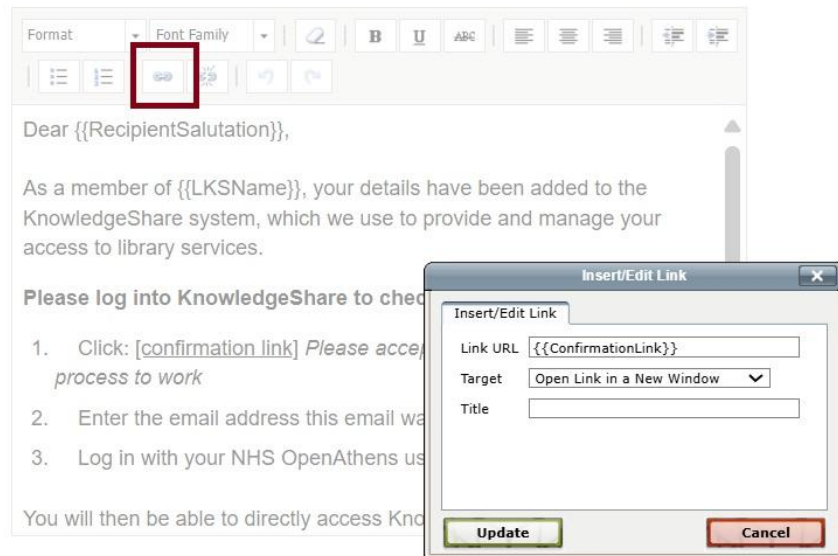 Format Font Family B U ABC
Dear {{RecipientSalutation}},
As a member of {{LKSName}}, your details have been added to the
KnowledgeShare system, which we use to provide and manage your
access to library services.
Please log into KnowledgeShare to chec
1. Click: [confirmation link] Please accep
process to work
2. Enter the email address this email wa
3. Log in with your NHS OpenAthens us
You will then be able to directly access Kno
Insert/Edit Link X
Insert/Edit Link
Link URL {{ConfirmationLink}}
Target Open Link in a New Window
Title
Update Cancel